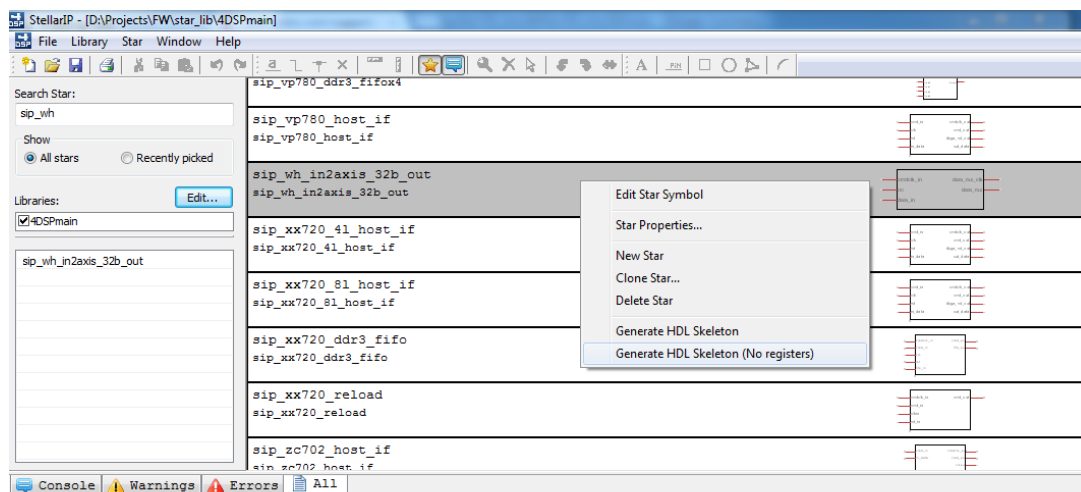 StellarIP - [D:\Projects\FW\star_lib\4DSPmain]
File Library Star Window Help
Search Star:
sip_wh
Show
All stars Recently picked
Libraries: Edit...
4DSPmain
sip_wh_in2axis_32b_out
sip_vp780_ddr3_fifox4
sip_vp780_host_if
sip_vp780_host_if
sip_wh_in2axis_32b_out
sip_wh_in2axis_32b_out
sip_xx720_4l_host_if
sip_xx720_4l_host_if
sip_xx720_8l_host_if
sip_xx720_8l_host_if
sip_xx720_ddr3_fifo
sip_xx720_ddr3_fifo
sip_xx720_reload
sip_xx720_reload
sip_zc702_host_if
sip_zc702_host_if
Edit Star Symbol
Star Properties...
New Star
Clone Star...
Delete Star
Generate HDL Skeleton
Generate HDL Skeleton (No registers)
Console Warnings Errors All